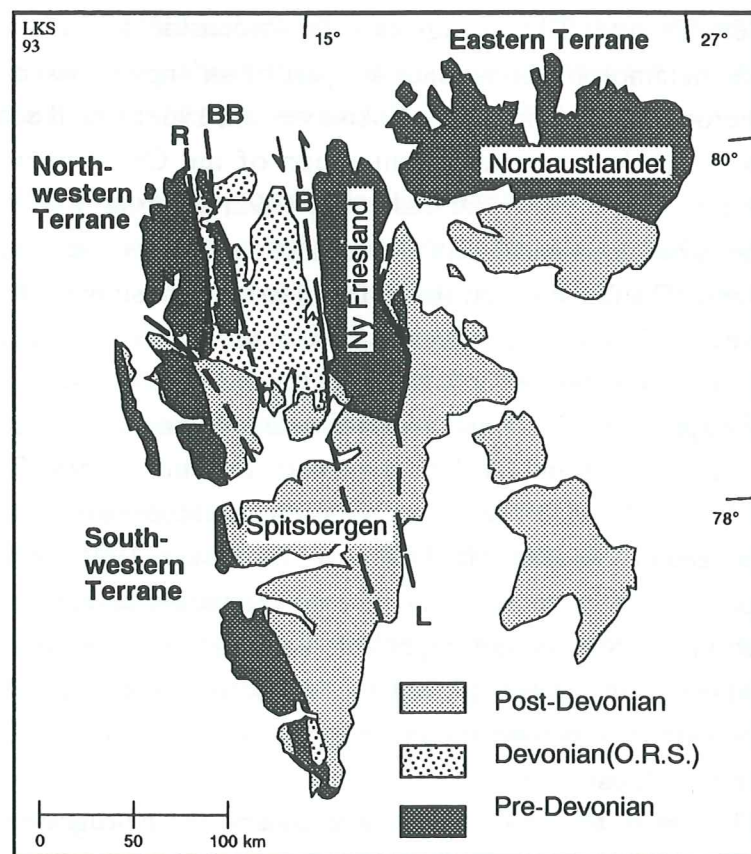 LKS
93
15°
27°
Eastern Terrane
BB
R
80°
North-
western
Terrane
Nordaustlandet
B
Ny Friesland
78°
Spitsbergen
South-
western
Terrane
L
Post-Devonian
Devonian(O.R.S.)
Pre-Devonian
0 50 100 km